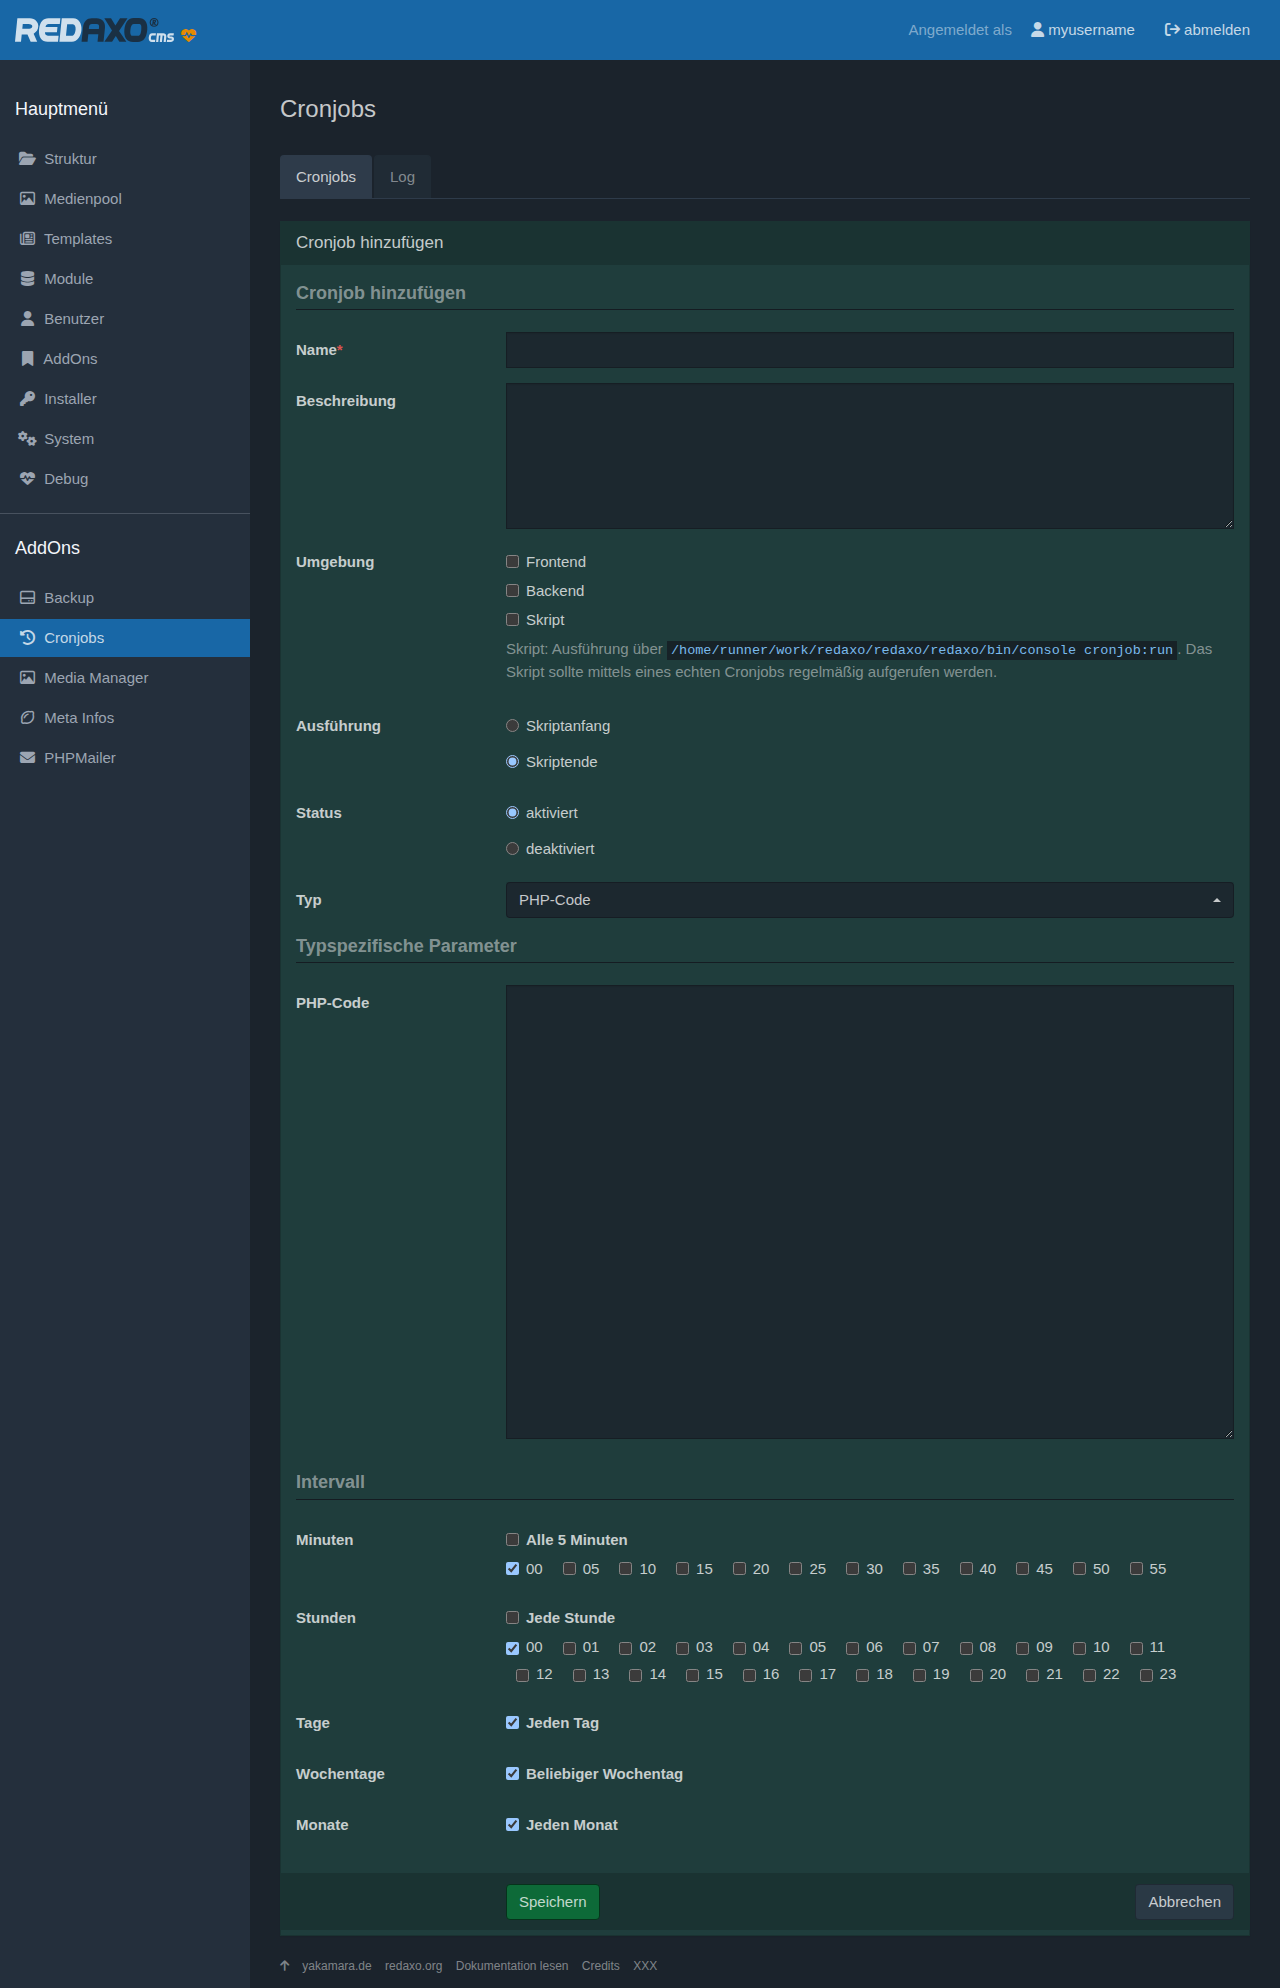 REDAXO® cms
Angemeldet als myusername abmelden
Hauptmenü
Struktur
Medienpool
Templates
Module
Benutzer
AddOns
Installer
System
Debug
AddOns
Backup
Cronjobs
Media Manager
Meta Infos
PHPMailer
Cronjobs
Cronjobs Log
Cronjob hinzufügen
Cronjob hinzufügen
Name*
Beschreibung
Umgebung
Frontend
Backend
Skript
Skript: Ausführung über /home/runner/work/redaxo/redaxo/redaxo/bin/console cronjob:run. Das
Skript sollte mittels eines echten Cronjobs regelmäßig aufgerufen werden.
Ausführung
Skriptanfang
Skriptende
Status
aktiviert
deaktiviert
Typ
PHP-Code
Typspezifische Parameter
PHP-Code
Intervall
Minuten
Alle 5 Minuten
00 05 10 15 20 25 30 35 40 45 50 55
Stunden
Jede Stunde
00 01 02 03 04 05 06 07 08 09 10 11
12 13 14 15 16 17 18 19 20 21 22 23
Tage
Jeden Tag
Wochentage
Beliebiger Wochentag
Monate
Jeden Monat
Speichern Abbrechen
yakamara.de redaxo.org Dokumentation lesen Credits XXX